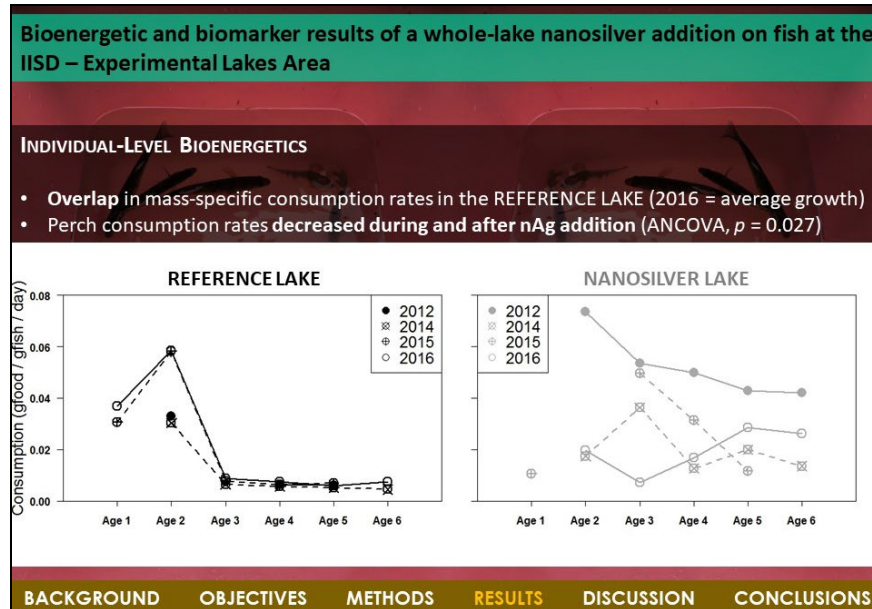 Bioenergetic and biomarker results of a whole-lake nanosilver addition on fish at the
IISD – Experimental Lakes Area
INDIVIDUAL-LEVEL BIOENERGETICS
• Overlap in mass-specific consumption rates in the REFERENCE LAKE (2016 = average growth)
• Perch consumption rates decreased during and after nAg addition (ANCOVA, p = 0.027)
REFERENCE LAKE
Consumption (gfood / gfish / day)
0.08
0.06
0.04
0.02
0.00
2012
2014
2015
2016
Age 1 Age 2 Age 3 Age 4 Age 5 Age 6
NANOSILVER LAKE
2012
2014
2015
2016
Age 1 Age 2 Age 3 Age 4 Age 5 Age 6
BACKGROUND OBJECTIVES METHODS RESULTS DISCUSSION CONCLUSIONS